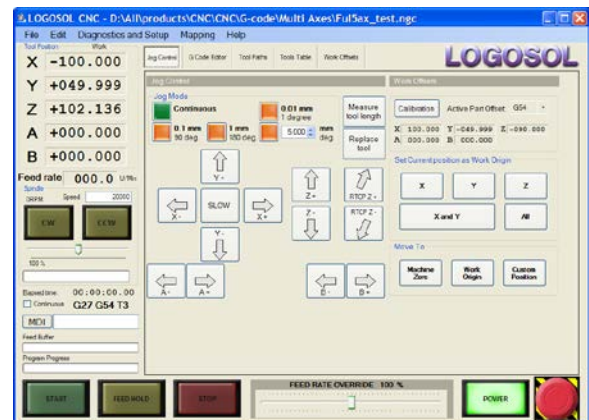 LOGOSOL CNC - D:\All\products\CNC\CNC\G-code\Multi Axes\Ful5ax_test.ngc
File Edit Diagnostics and Setup Mapping Help
Tool Position Work
X -100.000
Y +049.999
Z +102.136
A +000.000
B +000.000
Feed rate 000.0 U/Min
Spindle
0RPM Speed 20000
CW CCW
100 %
Elapsed time: 00:00:00.00
Continuous G27 G54 T3
MDI
Feed Buffer
Program Progress
Jog Control G Code Editor Tool Paths Tools Table Work Offsets
LOGOSOL
Jog Control
Jog Mode
Continuous
0.01 mm
1 degree
0.1 mm
90 deg
1 mm
180 deg
5.000 mm
deg
Measure tool length
Replace tool
Y+
X-
SLOW
X+
Y-
Z+
Z-
RTCP Z+
RTCP Z-
A-
A+
B-
B+
Work Offsets
Calibration Active Part Offset G54
X 100.000 Y -049.999 Z -090.000
A 000.000 B 000.000
Set Current position as Work Origin
X Y Z
X and Y All
Move To
Machine Zero
Work Origin
Custom Position
START FEED HOLD STOP
FEED RATE OVERRIDE 100 %
POWER